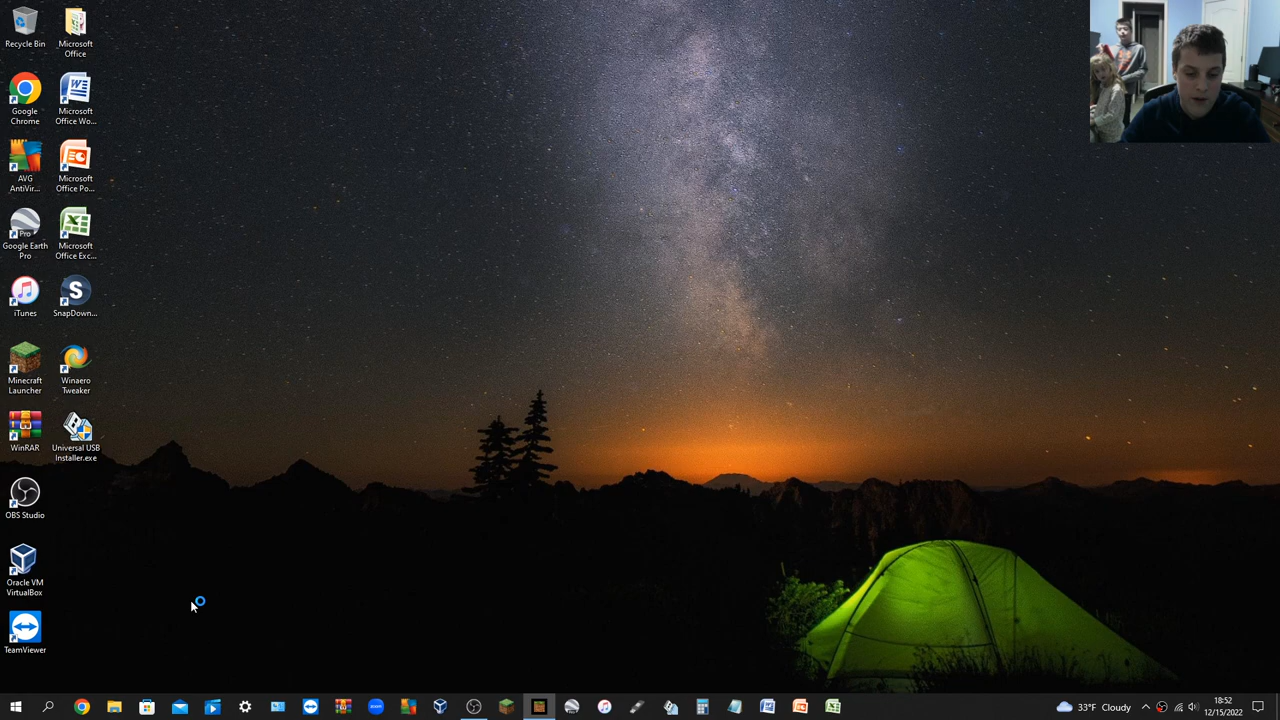 Recycle Bin
Microsoft
Office
Google
Chrome
Microsoft
Office Wo...
AVG
AntiVir...
Microsoft
Office Po...
Pro
Google Earth
Pro
Microsoft
Office Exc...
iTunes
S
SnapDown...
Minecraft
Launcher
Winaero
Tweaker
WinRAR
Universal USB
Installer.exe
OBS Studio
Oracle VM
VirtualBox
TeamViewer
zoom
33°F Cloudy
18:52
12/15/2022